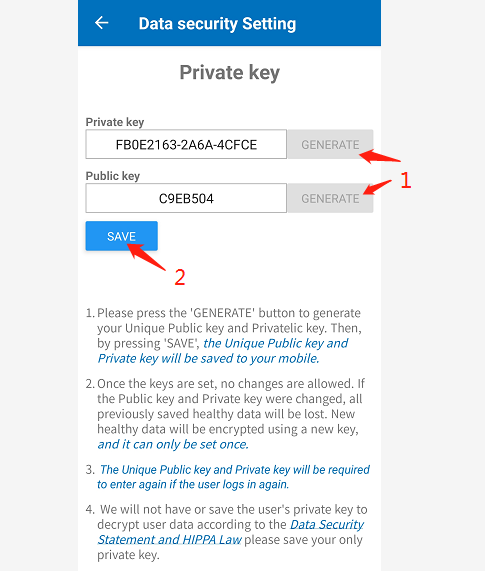 Data security Setting
Private key
Private key
FB0E2163-2A6A-4CFCE
GENERATE
1
Public key
C9EB504
GENERATE
SAVE
2
1. Please press the 'GENERATE' button to generate
your Unique Public key and Privatelic key. Then,
by pressing 'SAVE', the Unique Public key and
Private key will be saved to your mobile.
2. Once the keys are set, no changes are allowed. If
the Public key and Private key were changed, all
previously saved healthy data will be lost. New
healthy data will be encrypted using a new key,
and it can only be set once.
3. The Unique Public key and Private key will be required
to enter again if the user logs in again.
4. We will not have or save the user's private key to
decrypt user data according to the Data Security
Statement and HIPPA Law please save your only
private key.